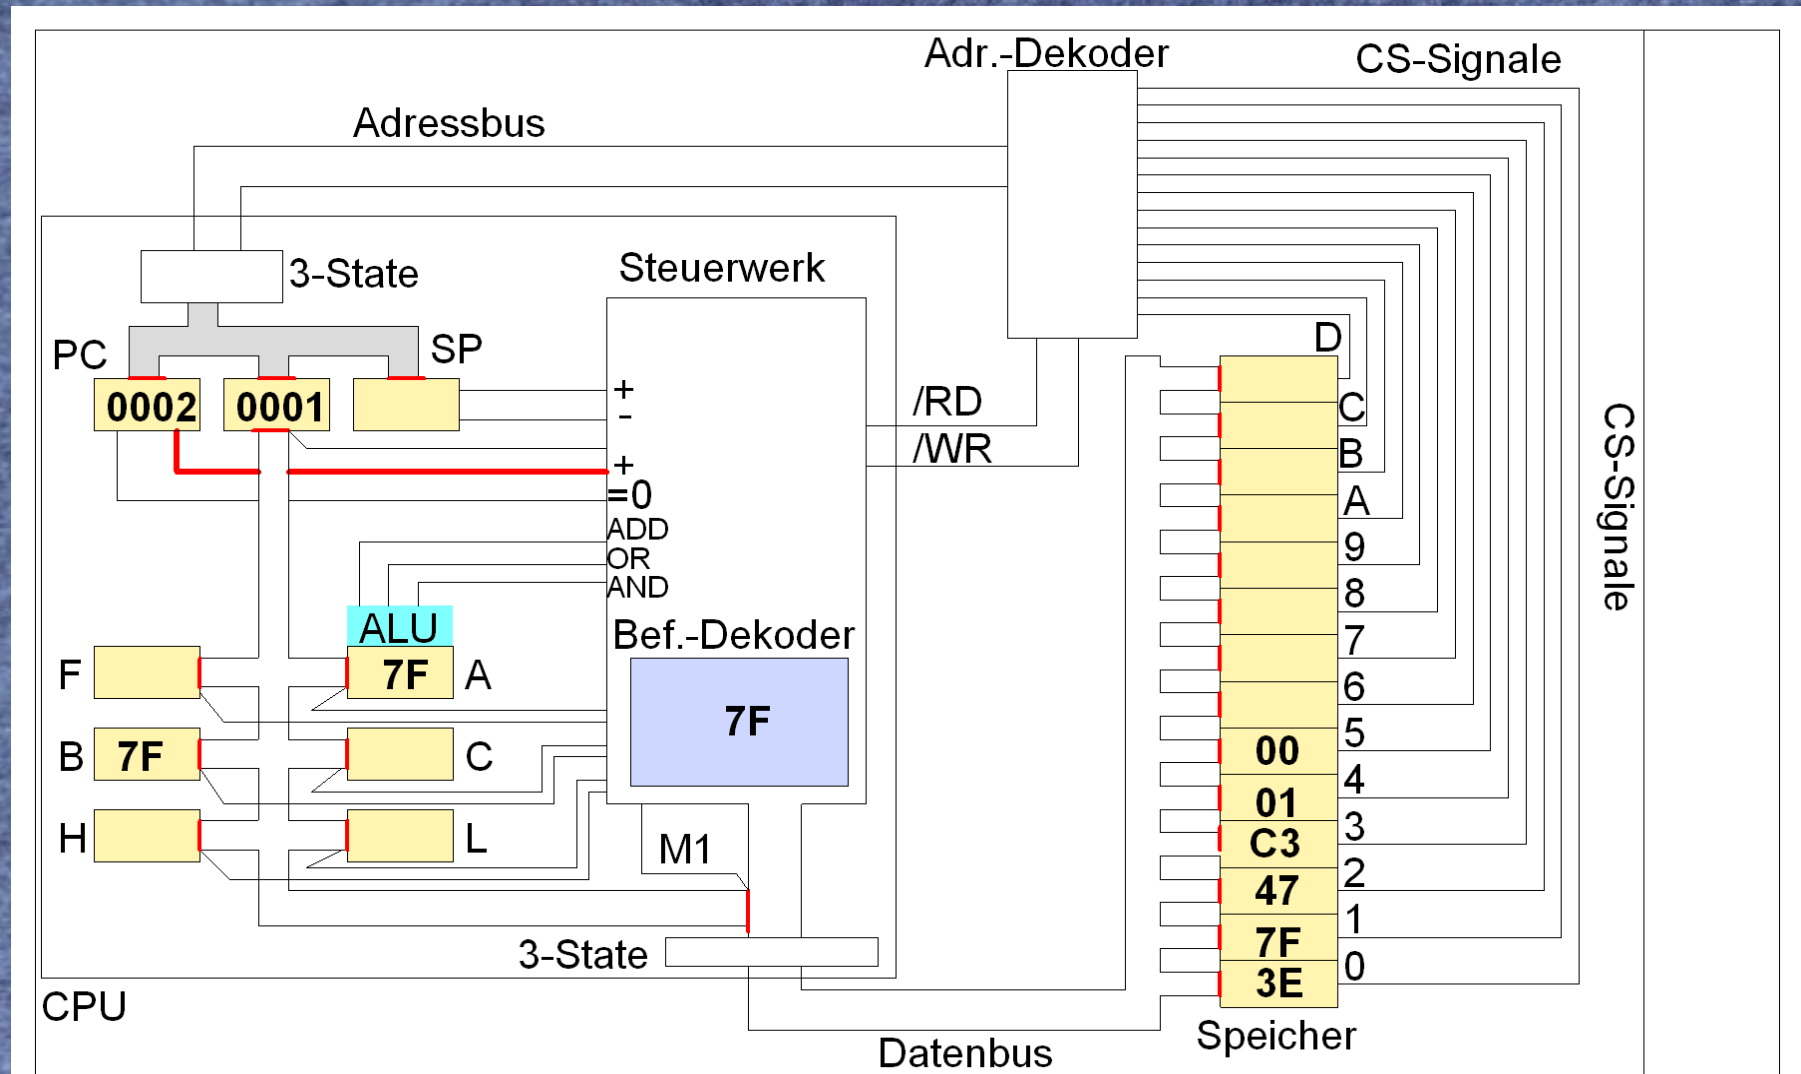 Adr.-Dekoder
CS-Signale
Adressbus
3-State
Steuerwerk
PC
SP
0002
0001
+
-
+
=0
ADD
OR
AND
/RD
/WR
ALU
Bef.-Dekoder
7F
F
7F
A
B
7F
C
H
L
M1
3-State
CPU
Datenbus
D
C
B
A
9
8
7
6
5
00
4
01
3
C3
2
47
1
7F
0
3E
Speicher
CS-Signale